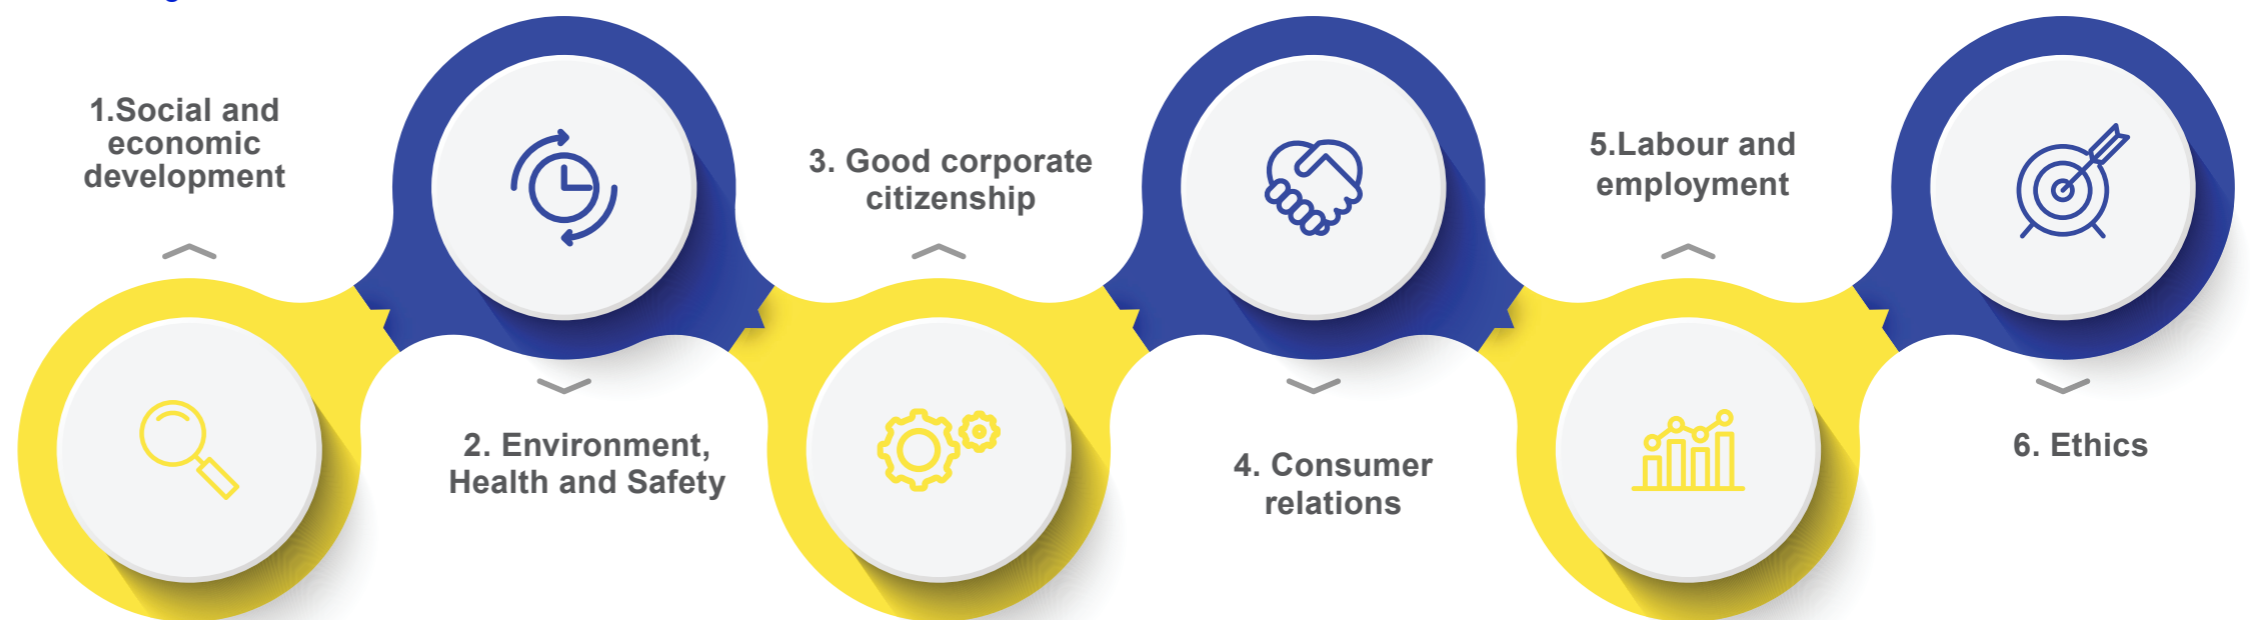 1.Social and
economic
development
2. Environment,
Health and Safety
3. Good corporate
citizenship
4. Consumer
relations
5.Labour and
employment
6. Ethics